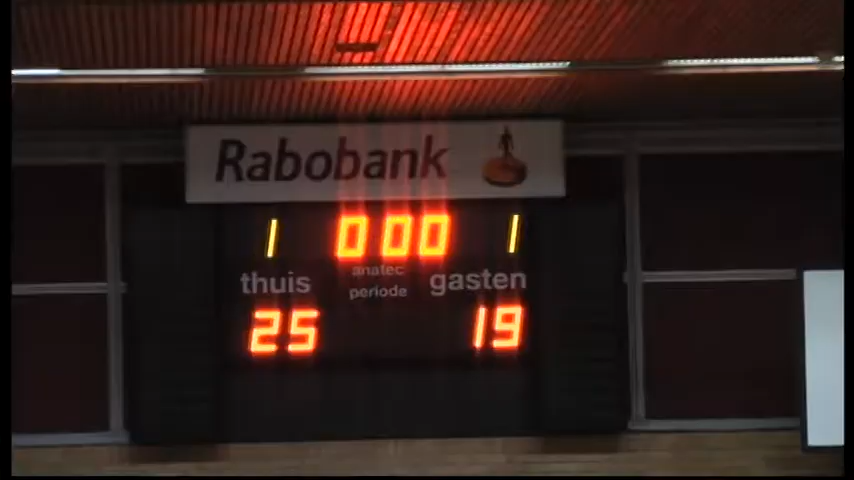 Rabobank
1 000 1
thuis anatec gasten
periode
25 19